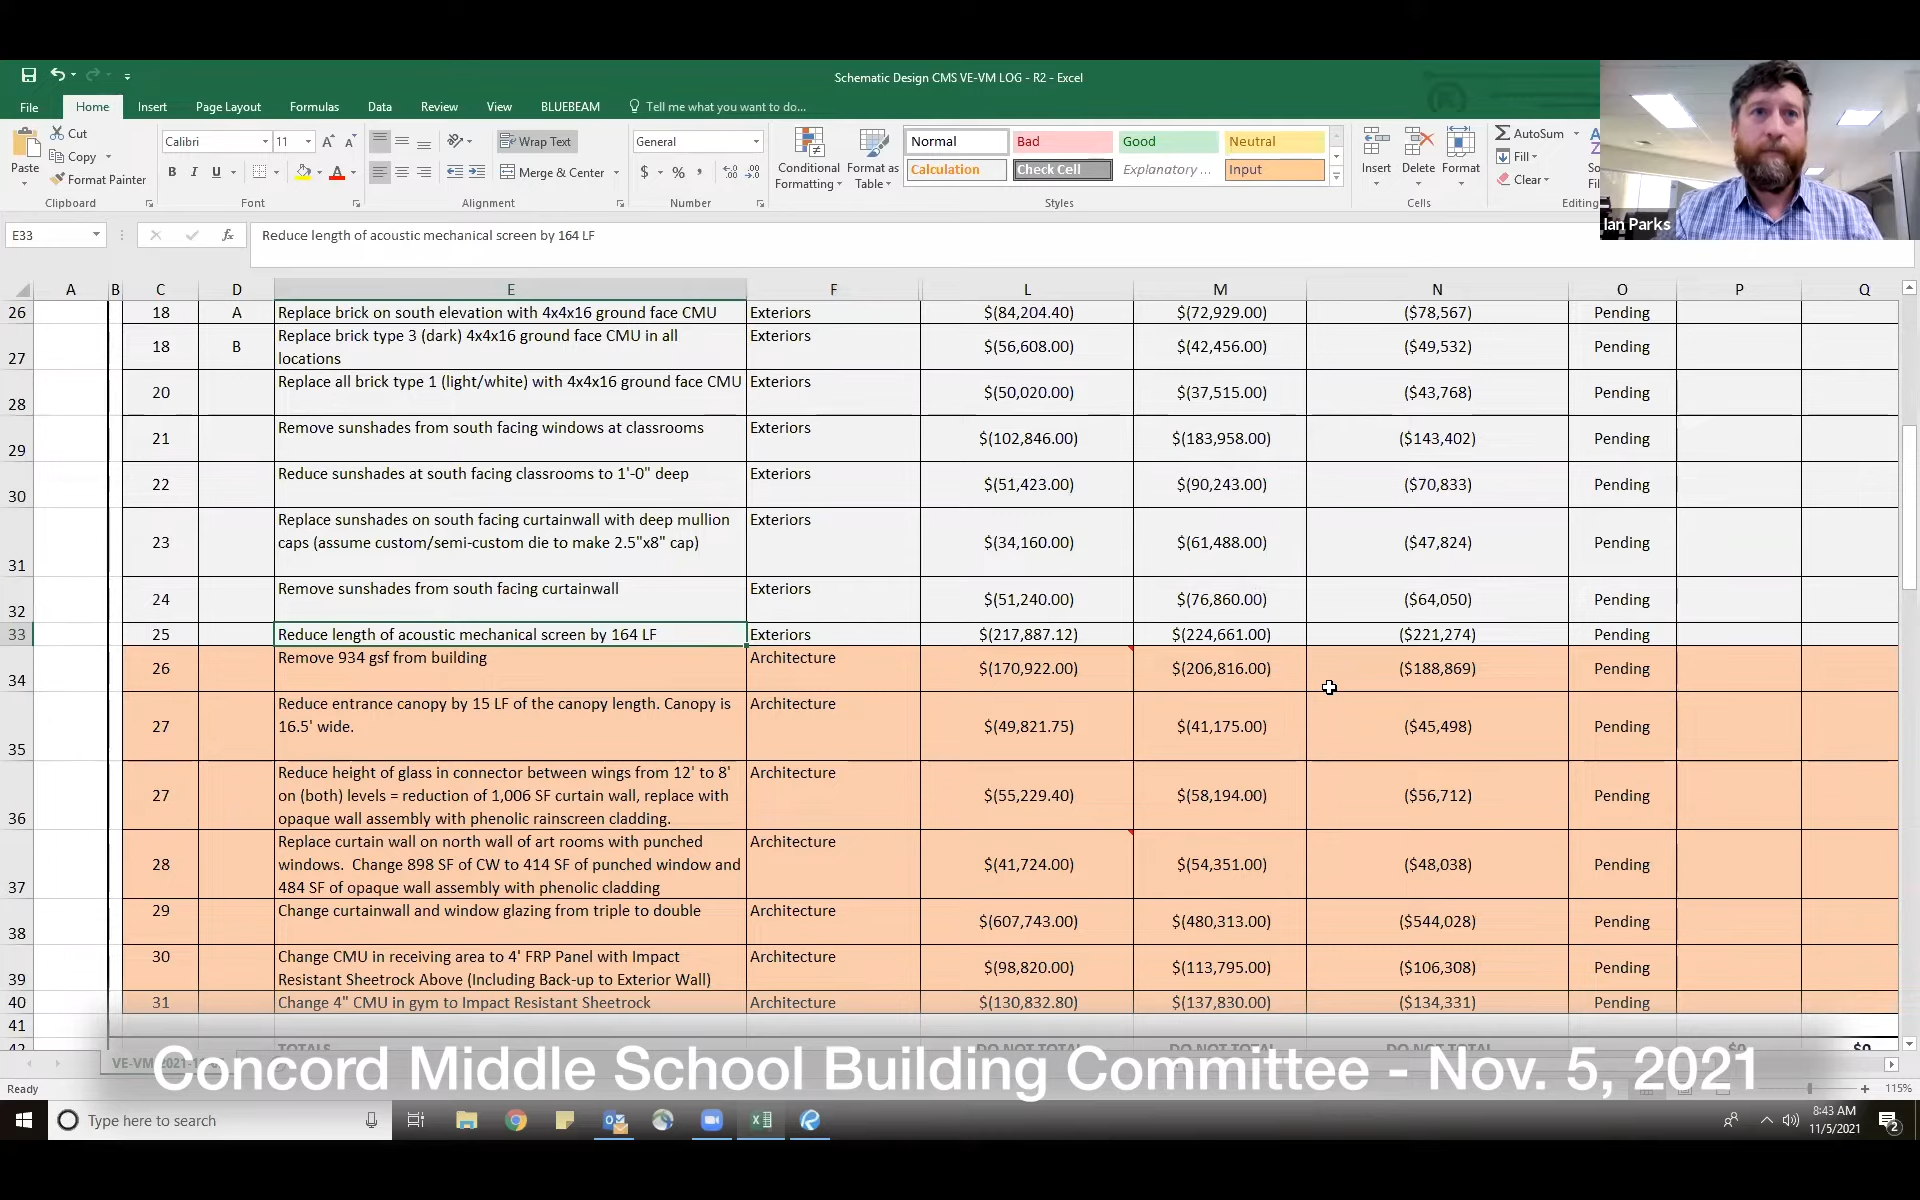 Schematic Design CMS VE-VM LOG - R2 - Excel
File Home Insert Page Layout Formulas Data Review View BLUEBEAM Tell me what you want to do...
Cut
Copy
Format Painter
Paste
Clipboard
Calibri 11
B I U
Font
Wrap Text
Merge & Center
Alignment
General
$ % ,
Number
Conditional Formatting
Format as Table
Normal Bad Good Neutral
Calculation Check Cell Explanatory ... Input
Styles
Insert Delete Format
Cells
AutoSum
Fill
Clear
Editing
Ian Parks
E33 fx Reduce length of acoustic mechanical screen by 164 LF
A B C D E F L M N O P Q
26 18 A Replace brick on south elevation with 4x4x16 ground face CMU Exteriors $(84,204.40) $(72,929.00) ($78,567) Pending
27 18 B Replace brick type 3 (dark) 4x4x16 ground face CMU in all Exteriors $(56,608.00) $(42,456.00) ($49,532) Pending
locations
28 20 Replace all brick type 1 (light/white) with 4x4x16 ground face CMU Exteriors $(50,020.00) $(37,515.00) ($43,768) Pending
29 21 Remove sunshades from south facing windows at classrooms Exteriors $(102,846.00) $(183,958.00) ($143,402) Pending
30 22 Reduce sunshades at south facing classrooms to 1'-0" deep Exteriors $(51,423.00) $(90,243.00) ($70,833) Pending
31 23 Replace sunshades on south facing curtainwall with deep mullion Exteriors $(34,160.00) $(61,488.00) ($47,824) Pending
caps (assume custom/semi-custom die to make 2.5"x8" cap)
32 24 Remove sunshades from south facing curtainwall Exteriors $(51,240.00) $(76,860.00) ($64,050) Pending
33 25 Reduce length of acoustic mechanical screen by 164 LF Exteriors $(217,887.12) $(224,661.00) ($221,274) Pending
34 26 Remove 934 gsf from building Architecture $(170,922.00) $(206,816.00) ($188,869) Pending
35 27 Reduce entrance canopy by 15 LF of the canopy length. Canopy is Architecture $(49,821.75) $(41,175.00) ($45,498) Pending
16.5' wide.
36 27 Reduce height of glass in connector between wings from 12' to 8' Architecture $(55,229.40) $(58,194.00) ($56,712) Pending
on (both) levels = reduction of 1,006 SF curtain wall, replace with
opaque wall assembly with phenolic rainscreen cladding.
37 28 Replace curtain wall on north wall of art rooms with punched Architecture $(41,724.00) $(54,351.00) ($48,038) Pending
windows. Change 898 SF of CW to 414 SF of punched window and
484 SF of opaque wall assembly with phenolic cladding
38 29 Change curtainwall and window glazing from triple to double Architecture $(607,743.00) $(480,313.00) ($544,028) Pending
39 30 Change CMU in receiving area to 4' FRP Panel with Impact Architecture $(98,820.00) $(113,795.00) ($106,308) Pending
Resistant Sheetrock Above (Including Back-up to Exterior Wall)
40 31 Change 4" CMU in gym to Impact Resistant Sheetrock Architecture $(130,832.80) $(137,830.00) ($134,331) Pending
41
42 TOTALS DO NOT TOTAL DO NOT TOTAL DO NOT TOTAL $0 $0
Concord Middle School Building Committee - Nov. 5, 2021
Ready 115%
Type here to search
8:43 AM
11/5/2021
2